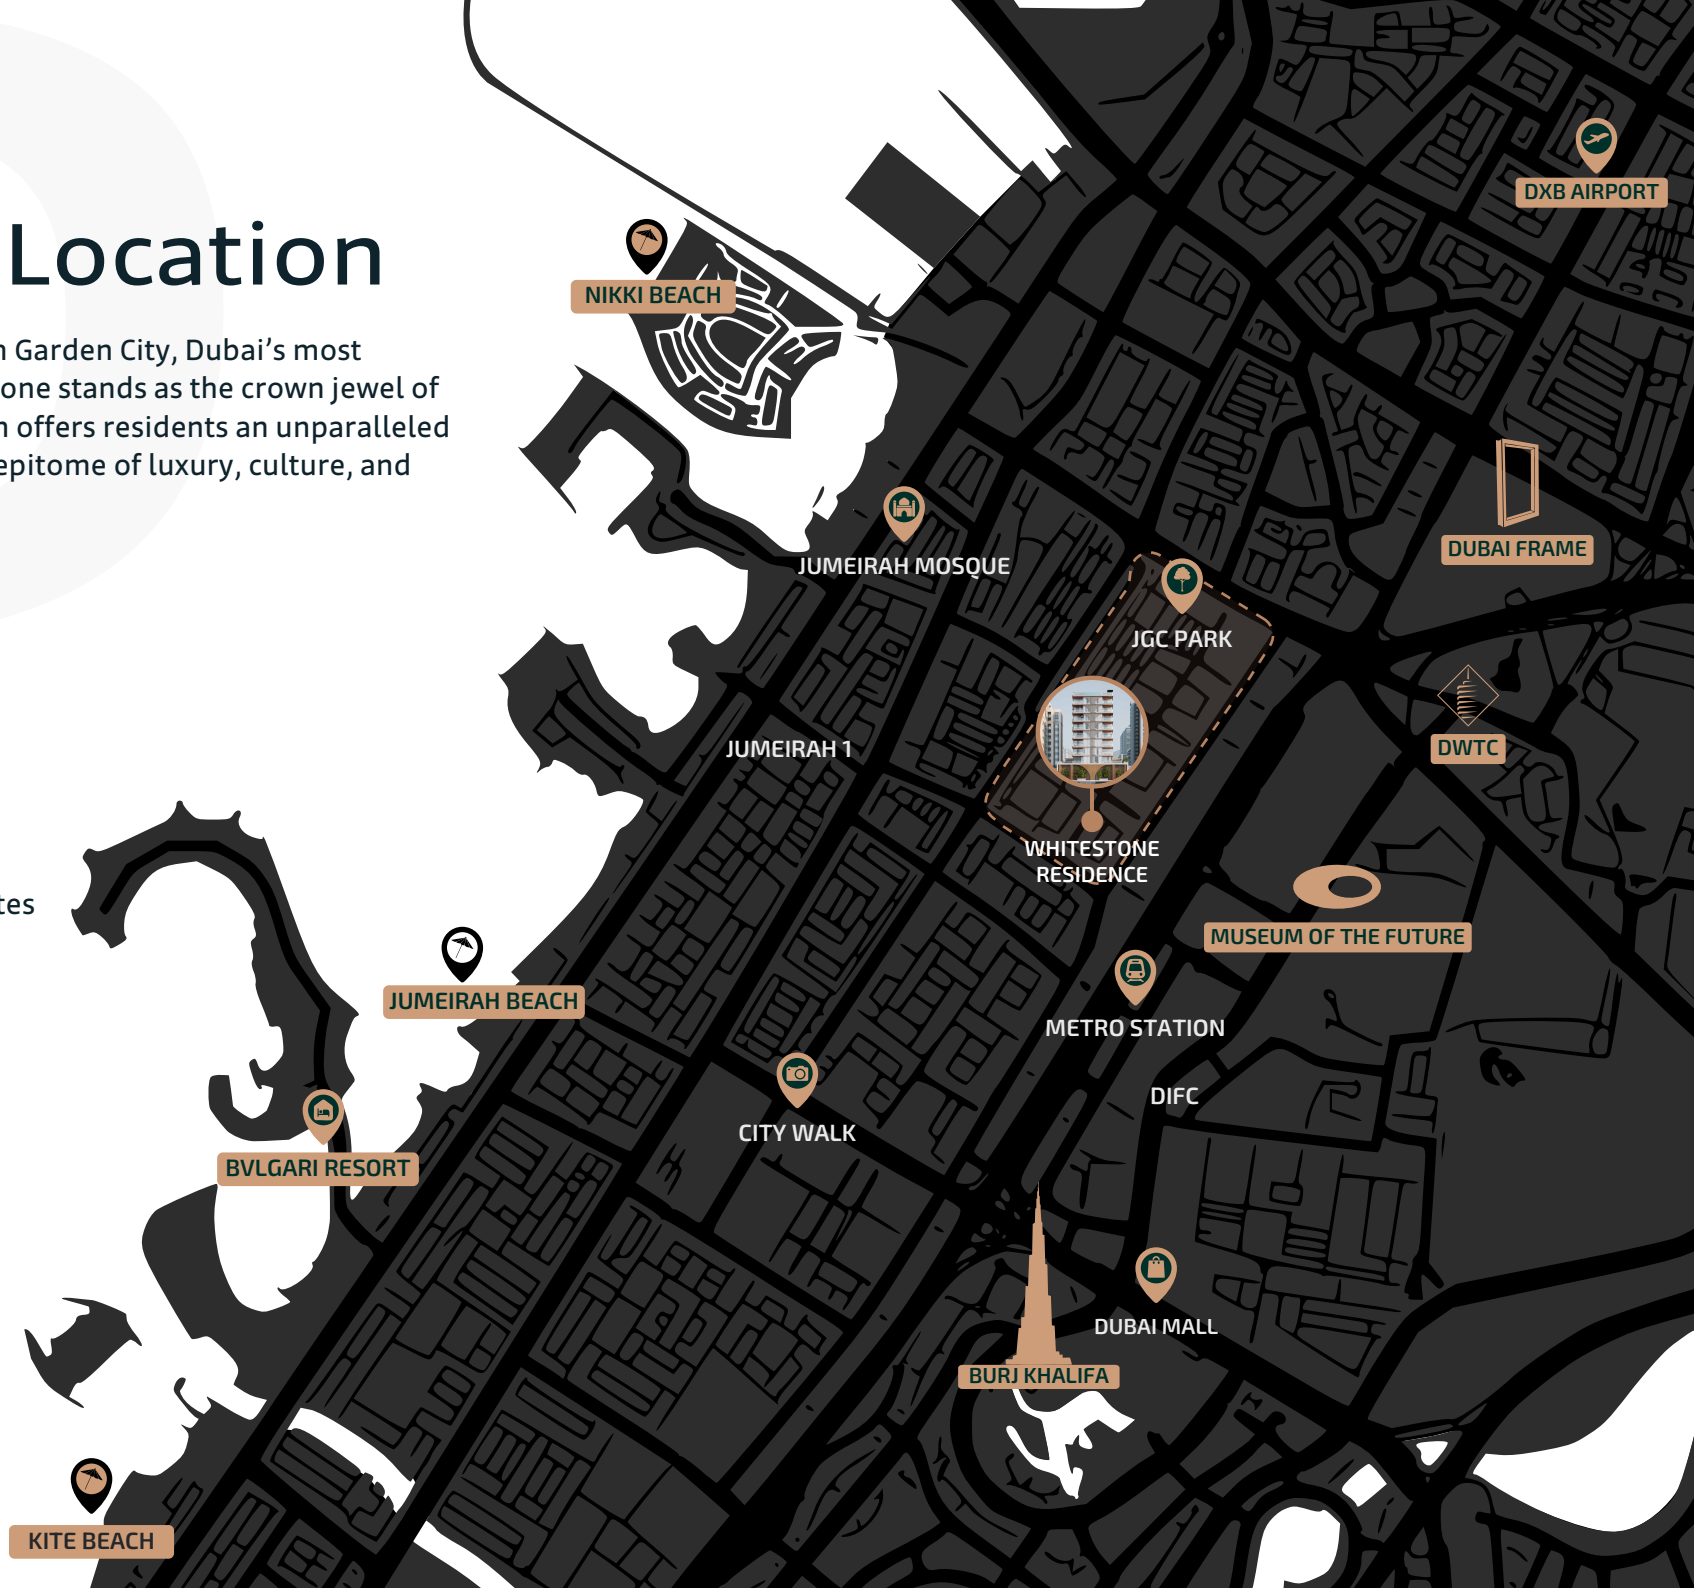 Location
n Garden City, Dubai’s most
one stands as the crown jewel of
n offers residents an unparalleled
epitome of luxury, culture, and
tes
DXB AIRPORT
NIKKI BEACH
DUBAI FRAME
JUMEIRAH MOSQUE
JGC PARK
JUMEIRAH 1
DWTC
WHITESTONE
RESIDENCE
MUSEUM OF THE FUTURE
JUMEIRAH BEACH
METRO STATION
DIFC
CITY WALK
BVLGARI RESORT
DUBAI MALL
BURJ KHALIFA
KITE BEACH